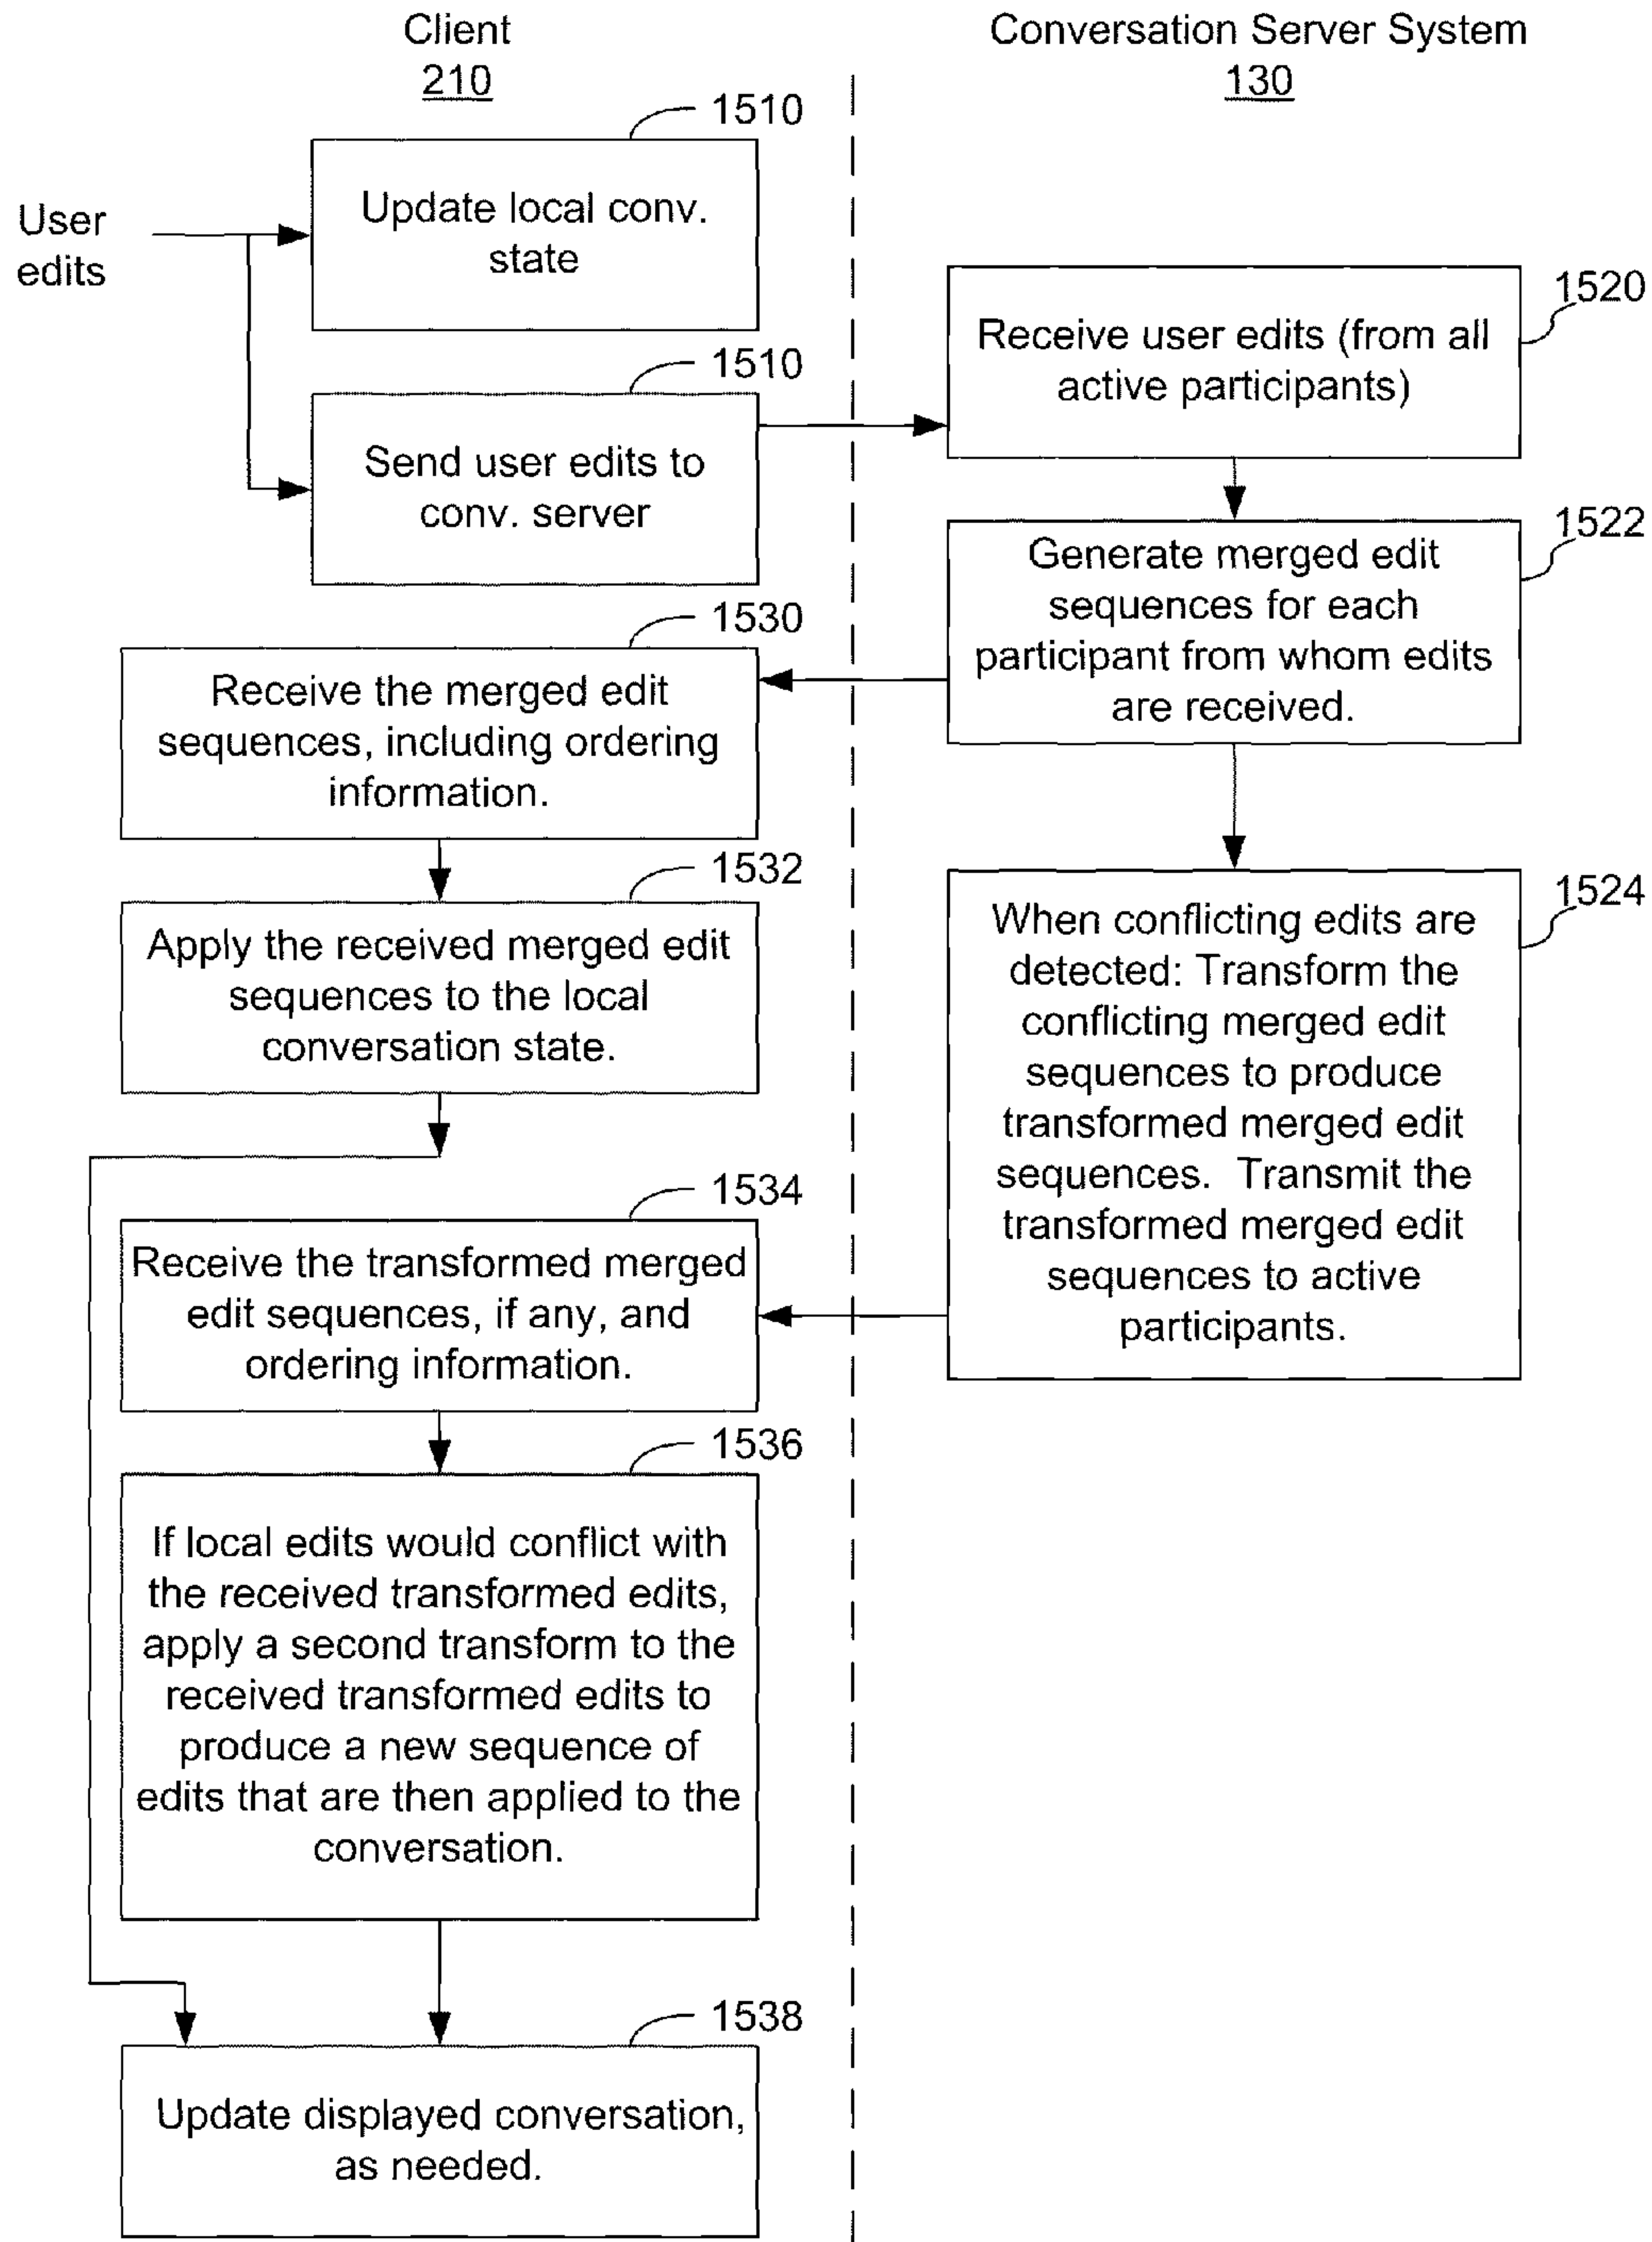 Client
210
Conversation Server System
130
1510
User
edits
Update local conv.
state
1510
Send user edits to
conv. server
1520
Receive user edits (from all
active participants)
1522
Generate merged edit
sequences for each
participant from whom edits
are received.
1530
Receive the merged edit
sequences, including ordering
information.
1532
Apply the received merged edit
sequences to the local
conversation state.
1524
When conflicting edits are
detected: Transform the
conflicting merged edit
sequences to produce
transformed merged edit
sequences. Transmit the
transformed merged edit
sequences to active
participants.
1534
Receive the transformed merged
edit sequences, if any, and
ordering information.
1536
If local edits would conflict with
the received transformed edits,
apply a second transform to the
received transformed edits to
produce a new sequence of
edits that are then applied to the
conversation.
1538
Update displayed conversation,
as needed.